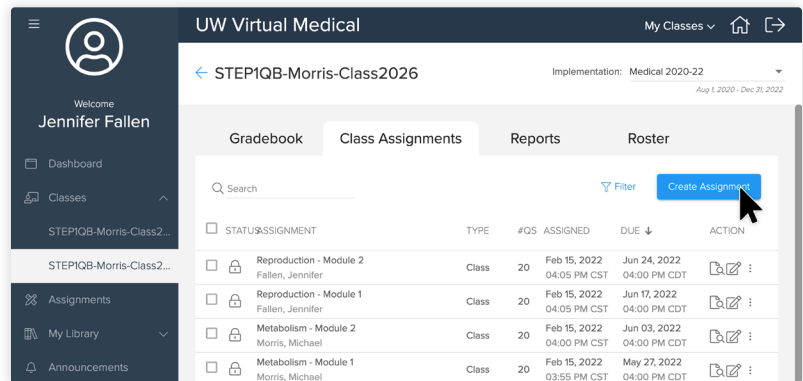 UW Virtual Medical
My Classes
STEP1QB-Morris-Class2026
Implementation: Medical 2020-22
Aug 1, 2020 - Dec 31, 2022
Welcome
Jennifer Fallen
Dashboard
Classes
STEP1QB-Morris-Class2...
STEP1QB-Morris-Class2...
Assignments
My Library
Announcements
Gradebook Class Assignments Reports Roster
Search
Filter
Create Assignment
STATUS ASSIGNMENT TYPE #QS ASSIGNED DUE ACTION
Reproduction - Module 2 Feb 15, 2022 Jun 24, 2022
Fallen, Jennifer Class 20 04:05 PM CST 04:00 PM CDT
Reproduction - Module 1 Feb 15, 2022 Jun 17, 2022
Fallen, Jennifer Class 20 04:05 PM CST 04:00 PM CDT
Metabolism - Module 2 Feb 15, 2022 Jun 03, 2022
Morris, Michael Class 20 04:00 PM CST 04:00 PM CDT
Metabolism - Module 1 Feb 15, 2022 May 27, 2022
Morris, Michael Class 20 03:55 PM CST 04:00 PM CDT